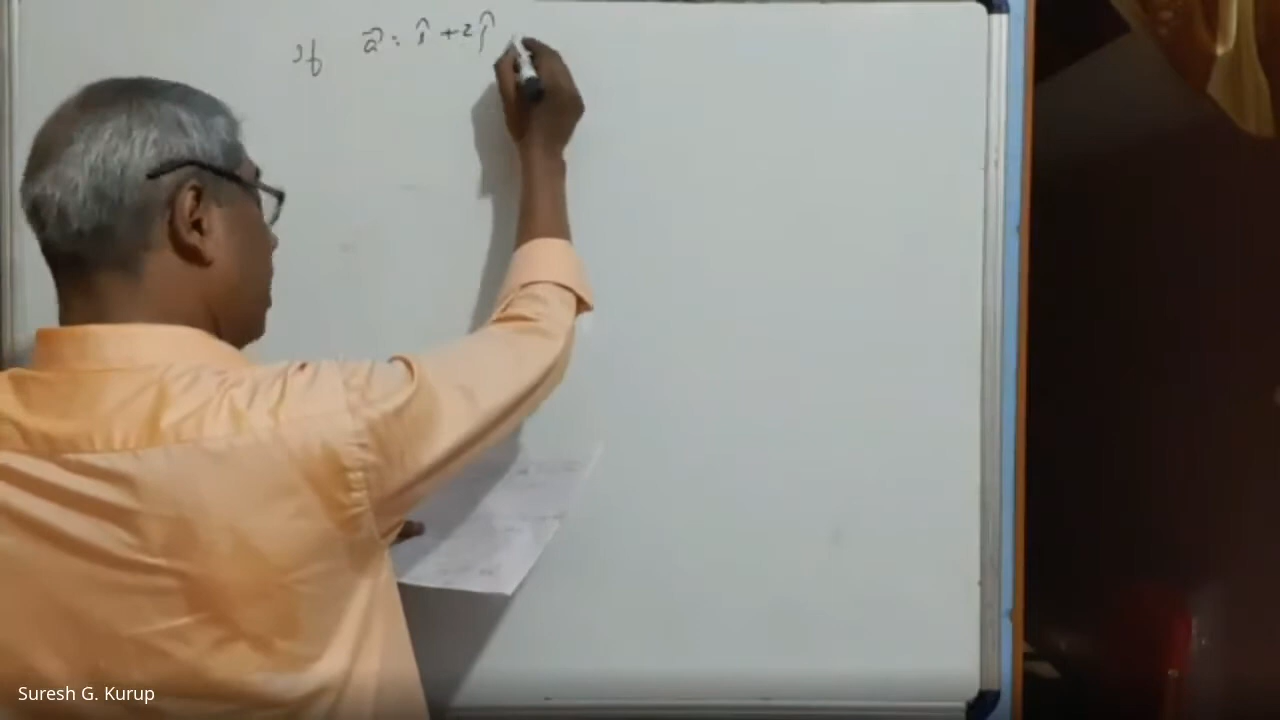 If a⃗ = î + 2ĵ
Suresh G. Kurup